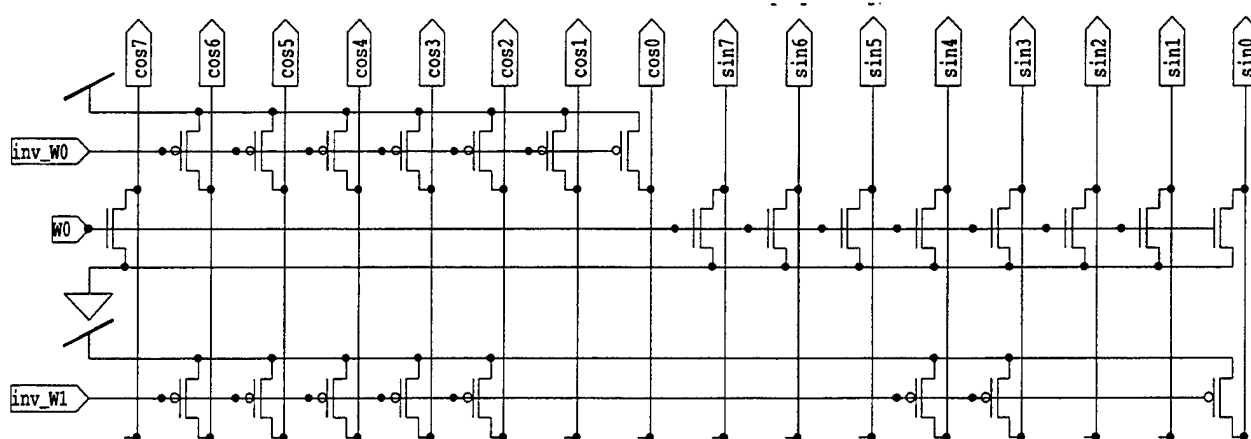 cos7
cos6
cos5
cos4
cos3
cos2
cos1
cos0
sin7
sin6
sin5
sin4
sin3
sin2
sin1
sin0
inv_W0
W0
inv_W1